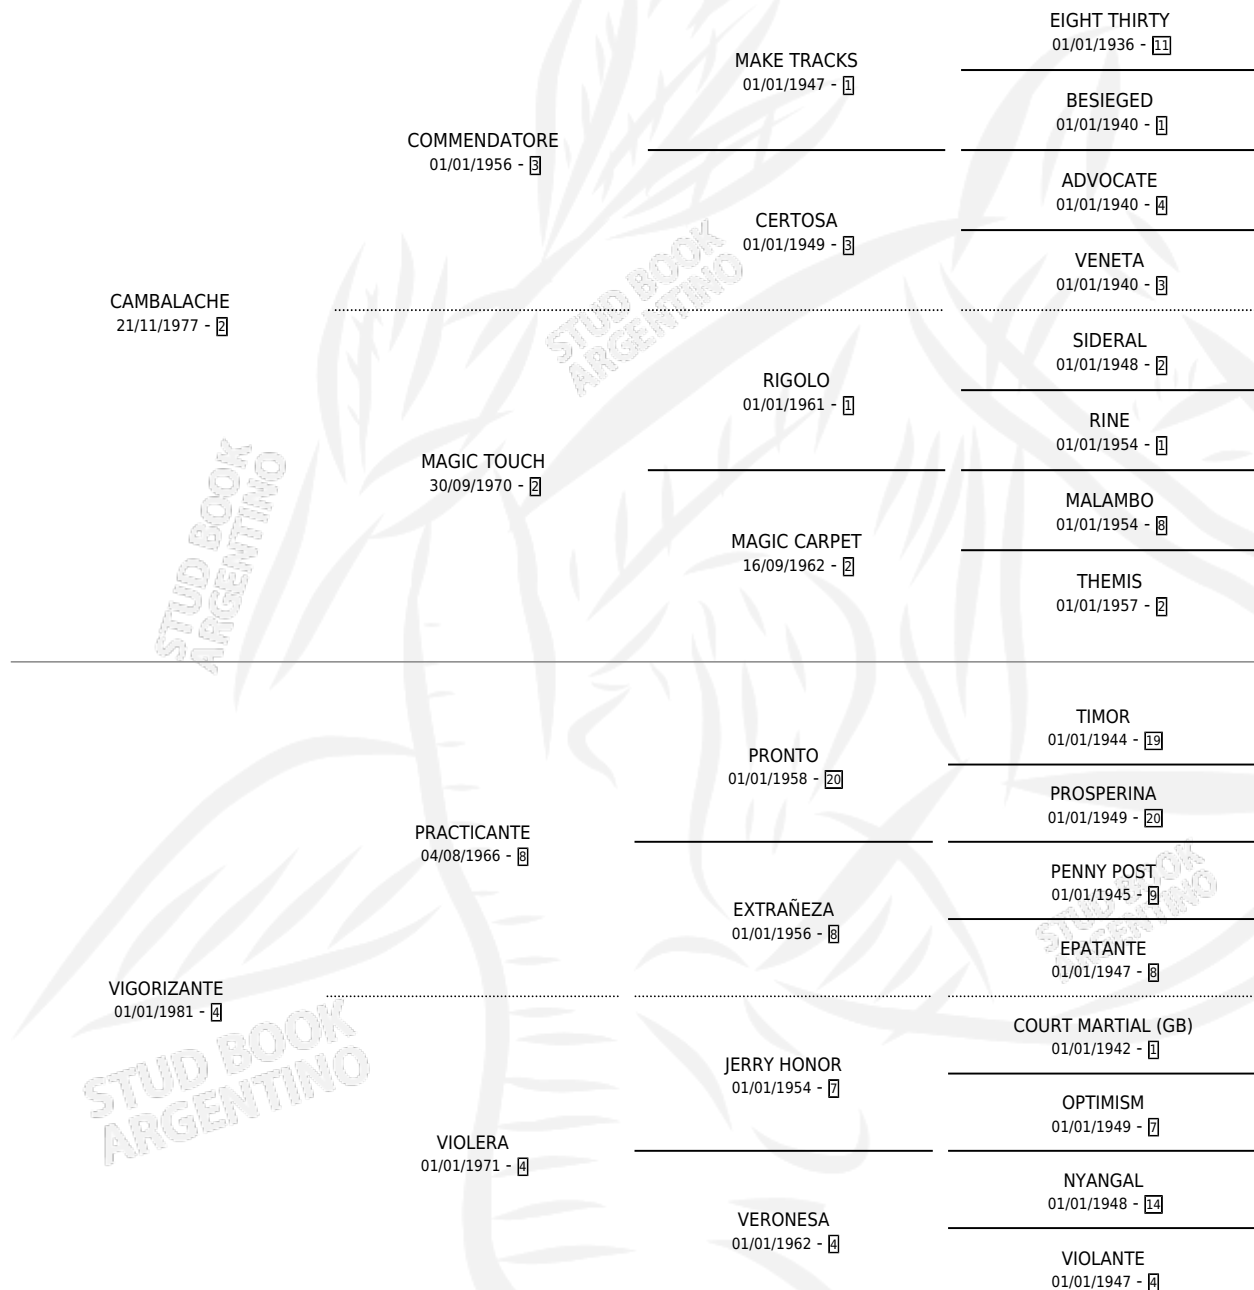 EIGHT THIRTY
01/01/1936 - 11
MAKE TRACKS
01/01/1947 - 1
BESIEGED
01/01/1940 - 1
COMMENDATORE
01/01/1956 - 3
ADVOCATE
01/01/1940 - 4
CERTOSA
01/01/1949 - 3
VENETA
01/01/1940 - 3
CAMBALACHE
21/11/1977 - 2
STUD BOOK
ARGENTINO
SIDERAL
01/01/1948 - 2
RIGOLO
01/01/1961 - 1
RINE
01/01/1954 - 1
MAGIC TOUCH
30/09/1970 - 2
MALAMBO
01/01/1954 - 8
MAGIC CARPET
16/09/1962 - 2
THEMIS
01/01/1957 - 2
STUD BOOK
ARGENTINO
TIMOR
01/01/1944 - 19
PRONTO
01/01/1958 - 20
PROSPERINA
01/01/1949 - 20
PRACTICANTE
04/08/1966 - 8
PENNY POST
01/01/1945 - 9
EXTRAÑEZA
01/01/1956 - 8
EPATANTE
01/01/1947 - 8
STUD BOOK
ARGENTINO
VIGORIZANTE
01/01/1981 - 4
COURT MARTIAL (GB)
01/01/1942 - 1
JERRY HONOR
01/01/1954 - 7
OPTIMISM
01/01/1949 - 7
STUD BOOK
ARGENTINO
VIOLERA
01/01/1971 - 4
NYANGAL
01/01/1948 - 14
VERONESA
01/01/1962 - 4
VIOLANTE
01/01/1947 - 4